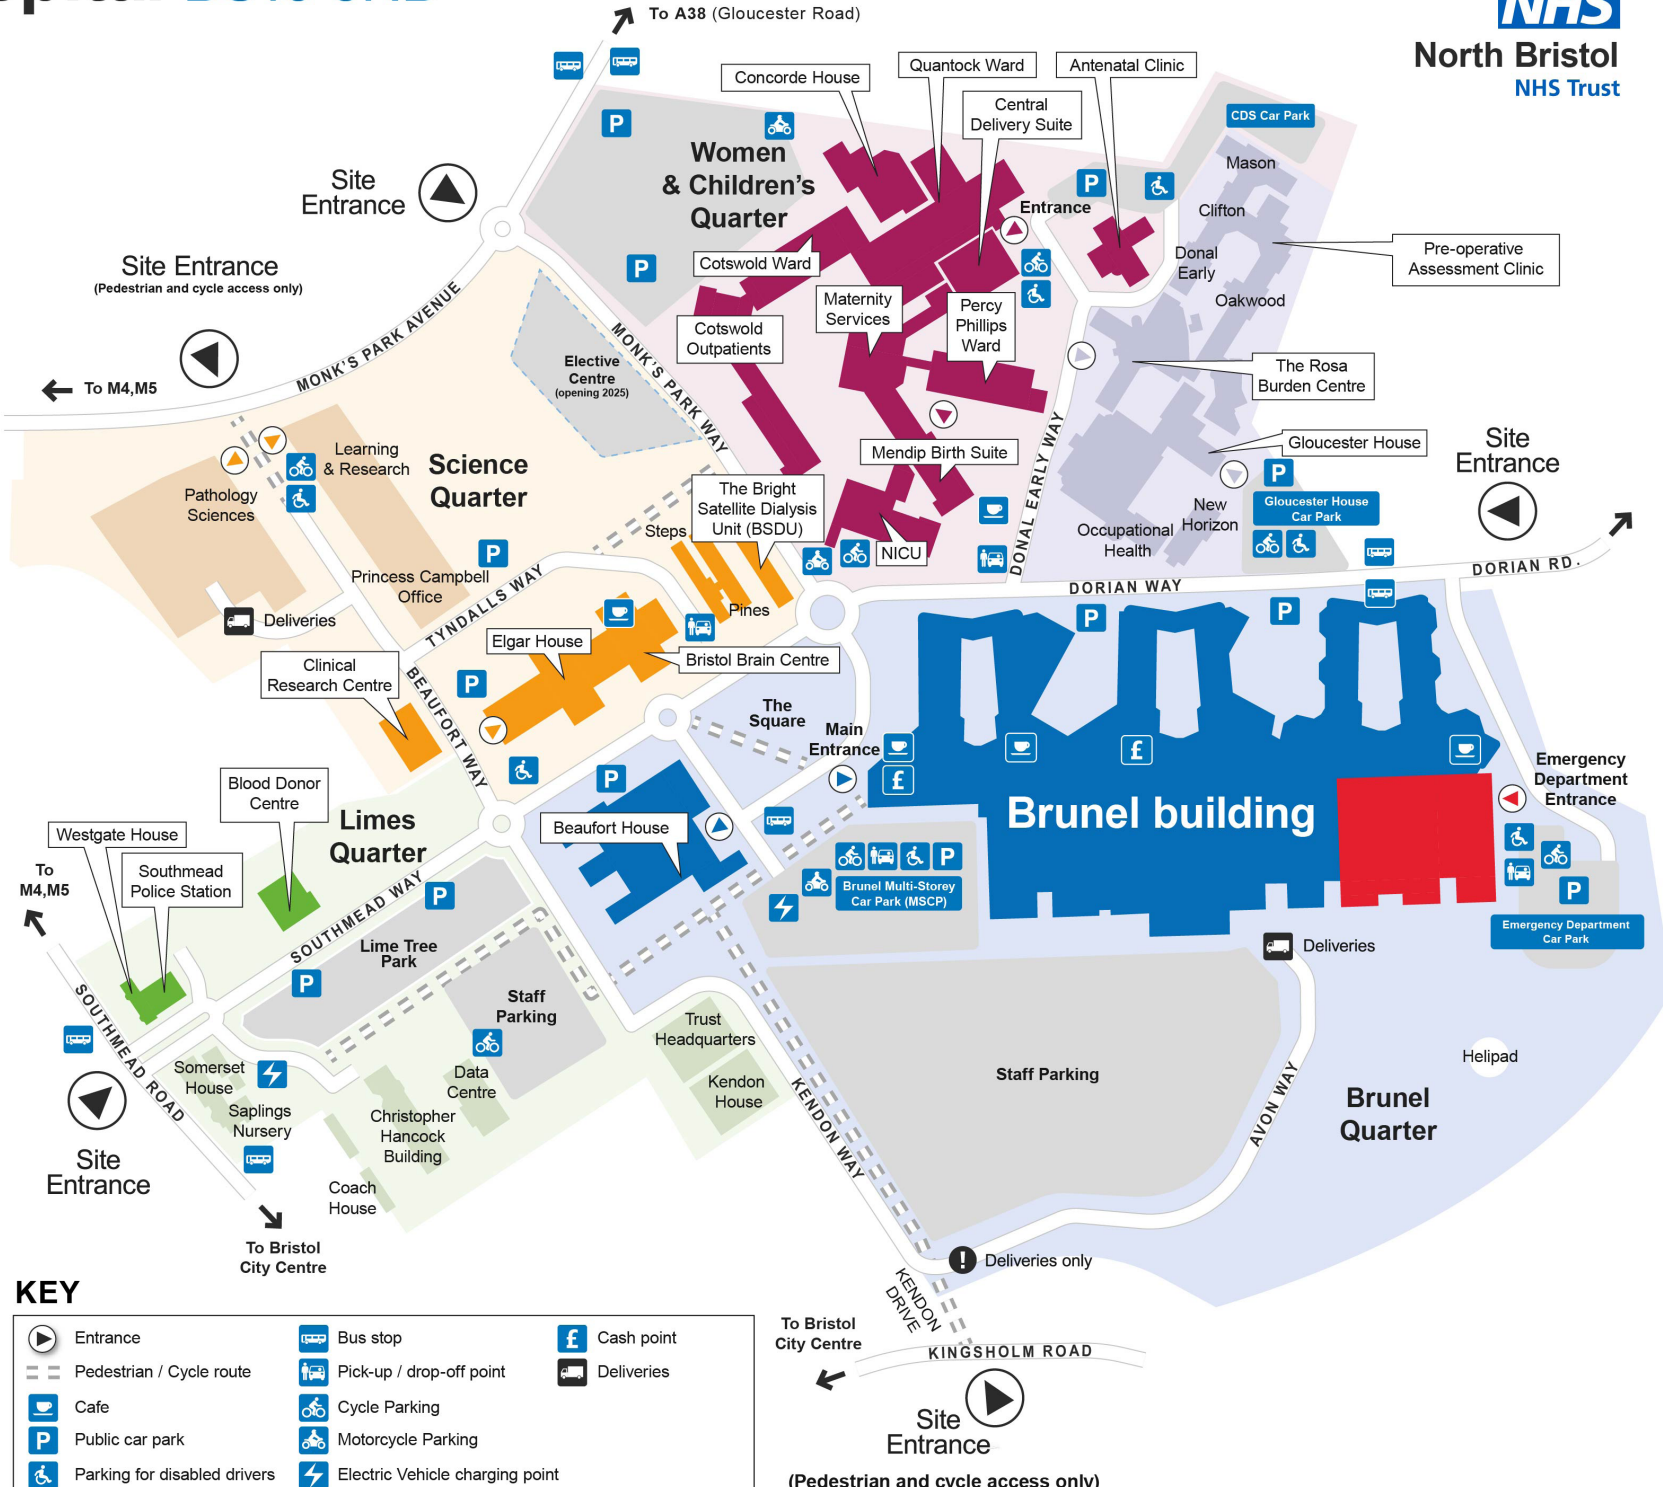 To A38 (Gloucester Road)
NHS
North Bristol
NHS Trust
Concorde House
Quantock Ward
Antenatal Clinic
Central
Delivery Suite
CDS Car Park
Women
& Children's
Quarter
Mason
Site
Entrance
Entrance
Clifton
Cotswold Ward
Donal
Early
Pre-operative
Assessment Clinic
Site Entrance
(Pedestrian and cycle access only)
Oakwood
Maternity
Services
Percy
Phillips
Ward
Cotswold
Outpatients
MONK'S PARK AVENUE
MONK'S PARK WAY
Elective
Centre
(opening 2025)
The Rosa
Burden Centre
To M4,M5
Learning
& Research
Science
Quarter
Mendip Birth Suite
DONAL EARLY WAY
Gloucester House
Site
Entrance
Pathology
Sciences
The Bright
Satellite Dialysis
Unit (BSDU)
Steps
NICU
New
Horizon
Occupational
Health
Gloucester House
Car Park
Princess Campbell
Office
TYNDALLS WAY
Pines
DORIAN WAY
DORIAN RD.
Deliveries
Elgar House
Bristol Brain Centre
Clinical
Research Centre
BEAUFORT WAY
The
Square
Main
Entrance
Emergency
Department
Entrance
Brunel building
Blood Donor
Centre
Limes
Quarter
Beaufort House
Westgate House
Southmead
Police Station
To
M4,M5
SOUTHMEAD WAY
Brunel Multi-Storey
Car Park (MSCP)
Emergency Department
Car Park
Lime Tree
Park
Deliveries
Staff
Parking
SOUTHMEAD ROAD
Trust
Headquarters
Somerset
House
Data
Centre
Staff Parking
Helipad
Kendon
House
Saplings
Nursery
Christopher
Hancock
Building
KENDON WAY
AVON WAY
Brunel
Quarter
Site
Entrance
Coach
House
To Bristol
City Centre
Deliveries only
KENDON
DRIVE
To Bristol
City Centre
KINGSHOLM ROAD
Site
Entrance
(Pedestrian and cycle access only)
KEY
Entrance
Bus stop
£ Cash point
Pedestrian / Cycle route
Pick-up / drop-off point
Deliveries
Cafe
Cycle Parking
P Public car park
Motorcycle Parking
Parking for disabled drivers
Electric Vehicle charging point